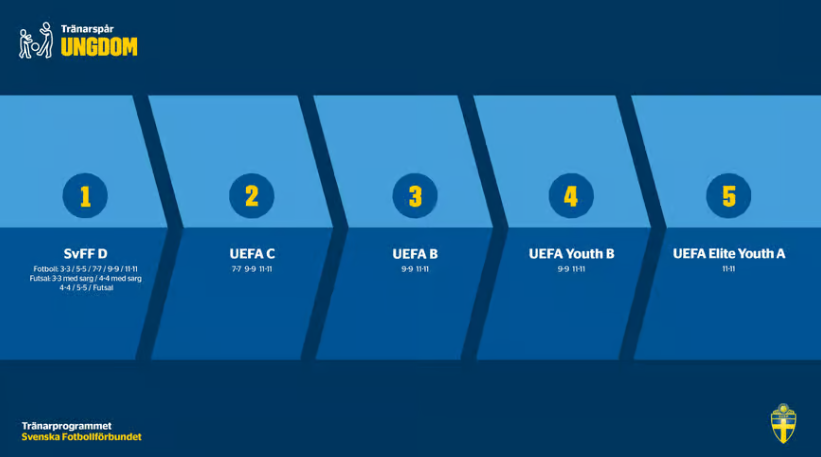 Tränarspår
UNGDOM
1
SvFF D
Fotboll: 3-3 / 5-5 / 7-7 / 9-9 / 11-11
Futsal: 3-3 med sarg / 4-4 med sarg
4-4 / 5-5 / Futsal
2
UEFA C
7-7 9-9 11-11
3
UEFA B
9-9 11-11
4
UEFA Youth B
9-9 11-11
5
UEFA Elite Youth A
11-11
Tränarprogrammet
Svenska Fotbollförbundet